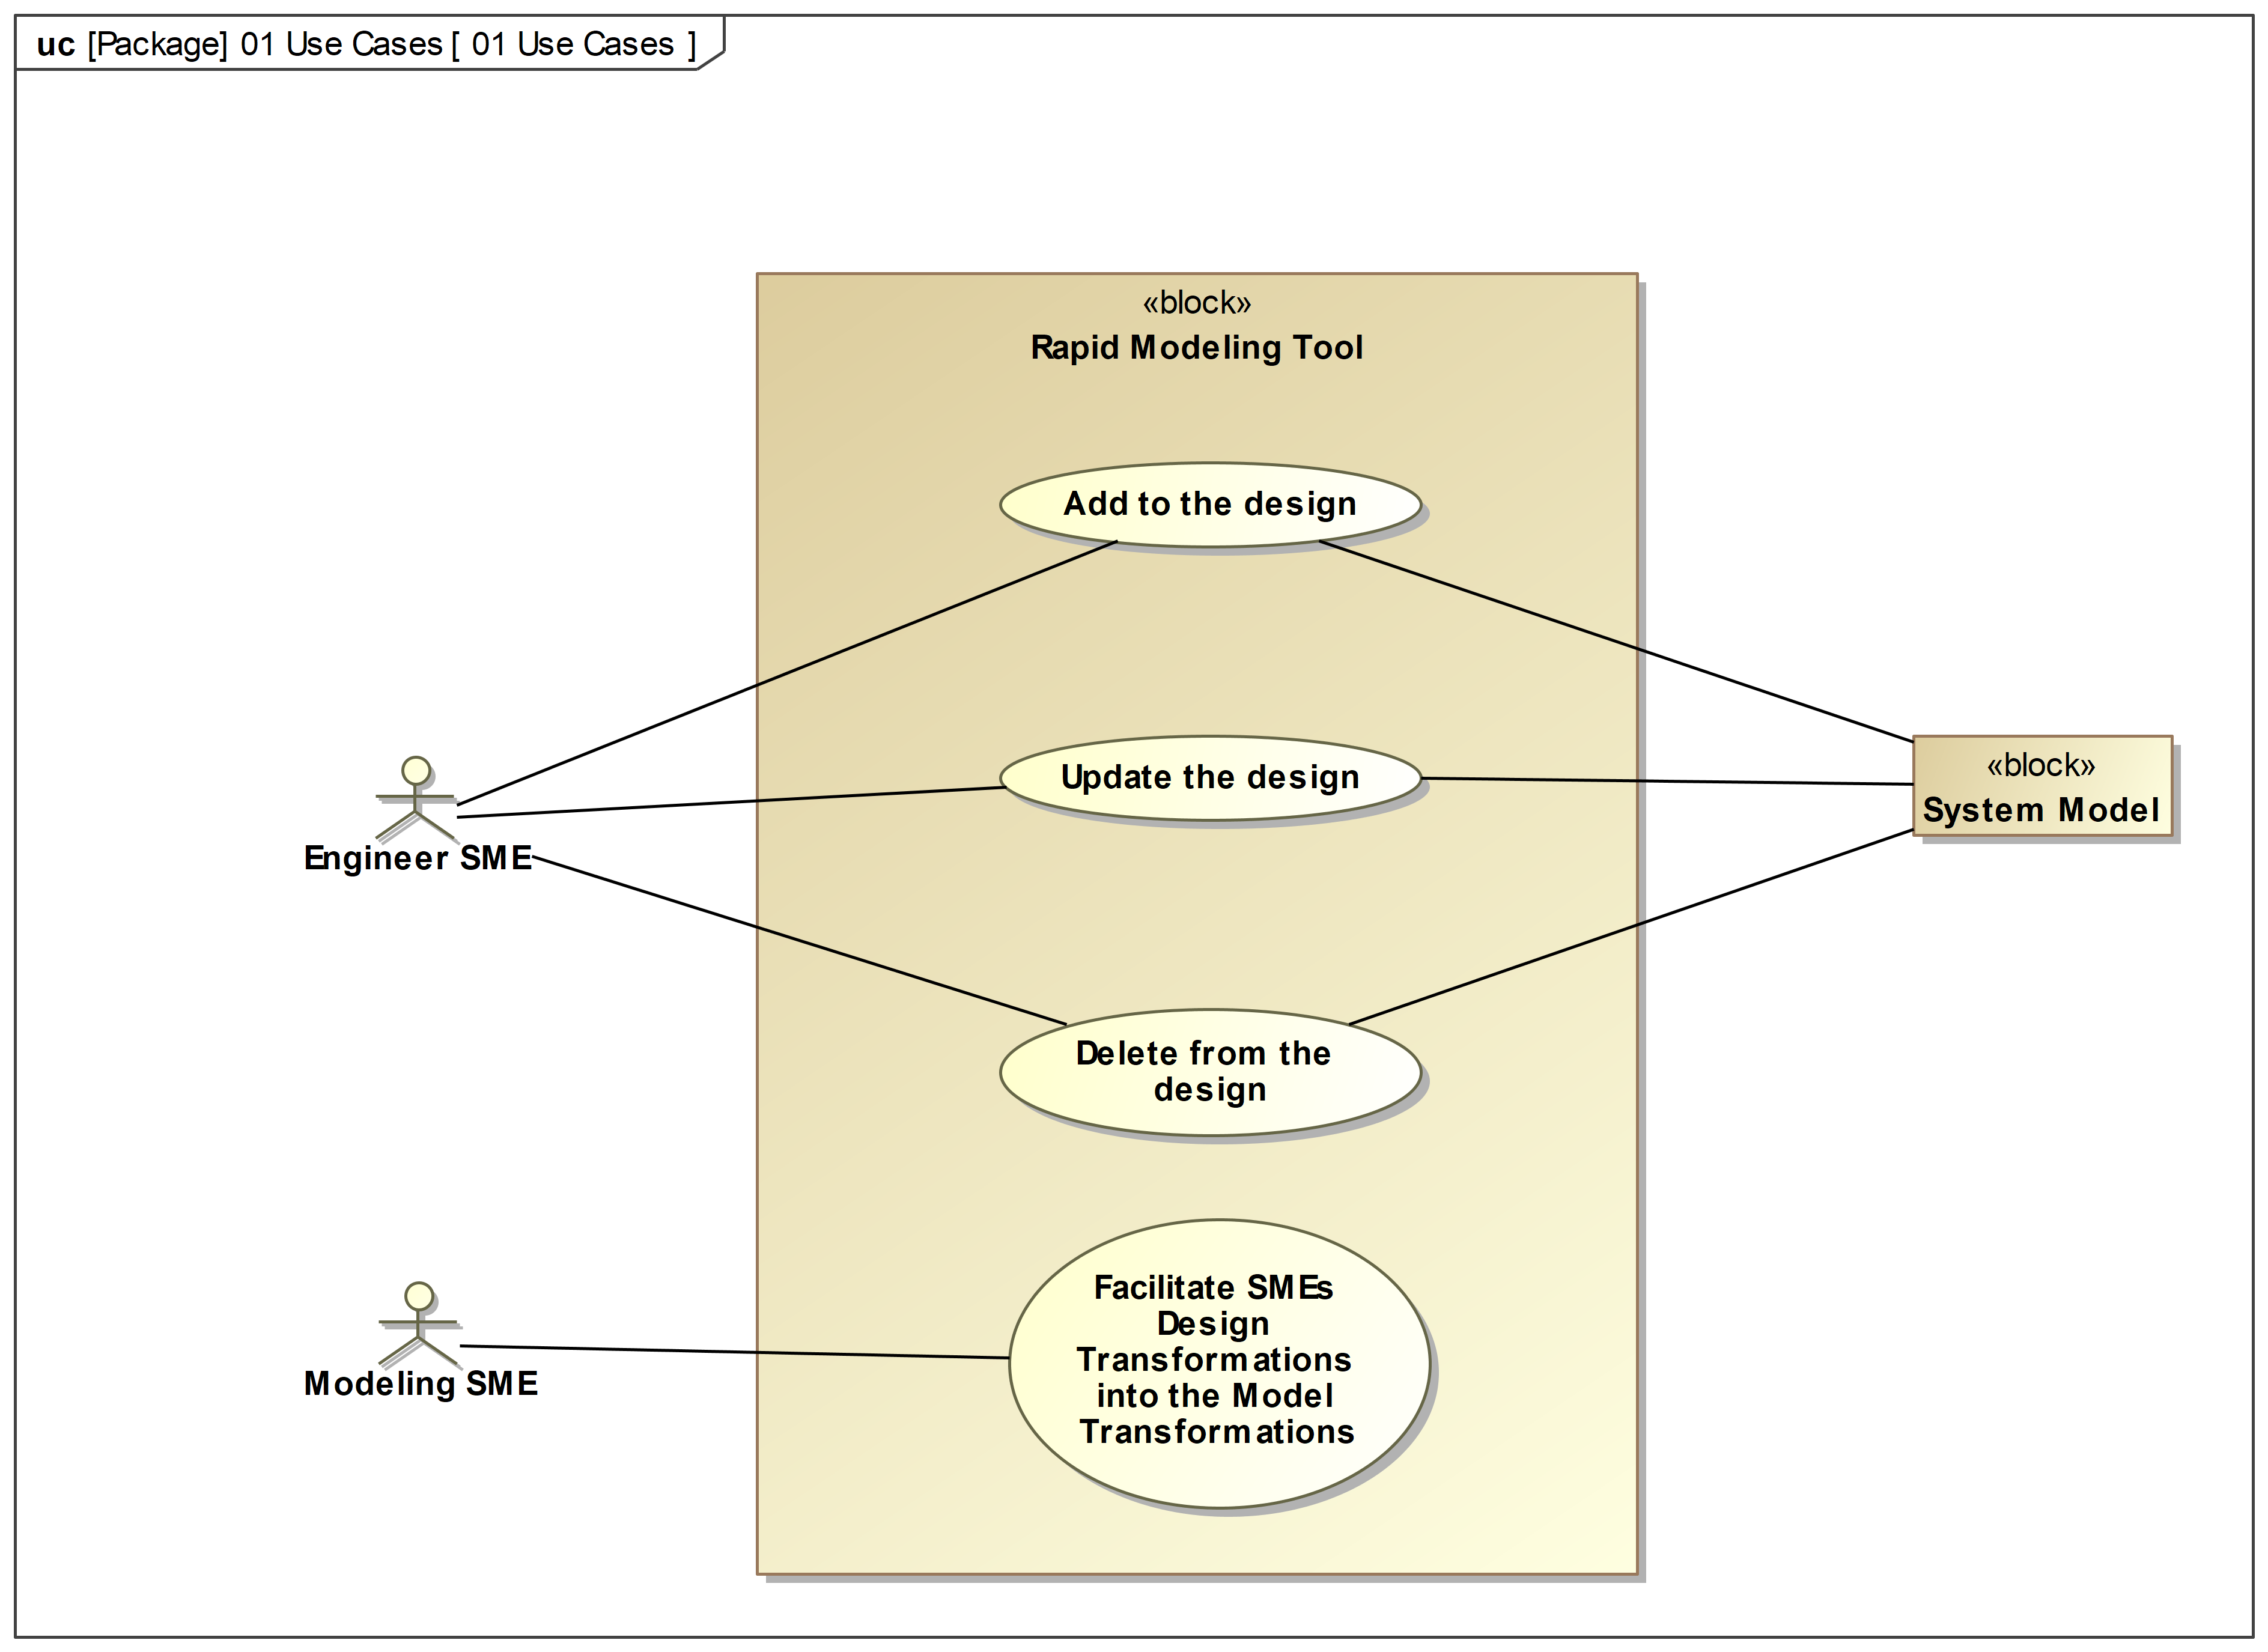 uc [Package] 01 Use Cases [ 01 Use Cases ]
«block»
Rapid Modeling Tool
Add to the design
Update the design
«block»
System Model
Engineer SME
Delete from the
design
Facilitate SMEs
Design
Transformations
into the Model
Transformations
Modeling SME